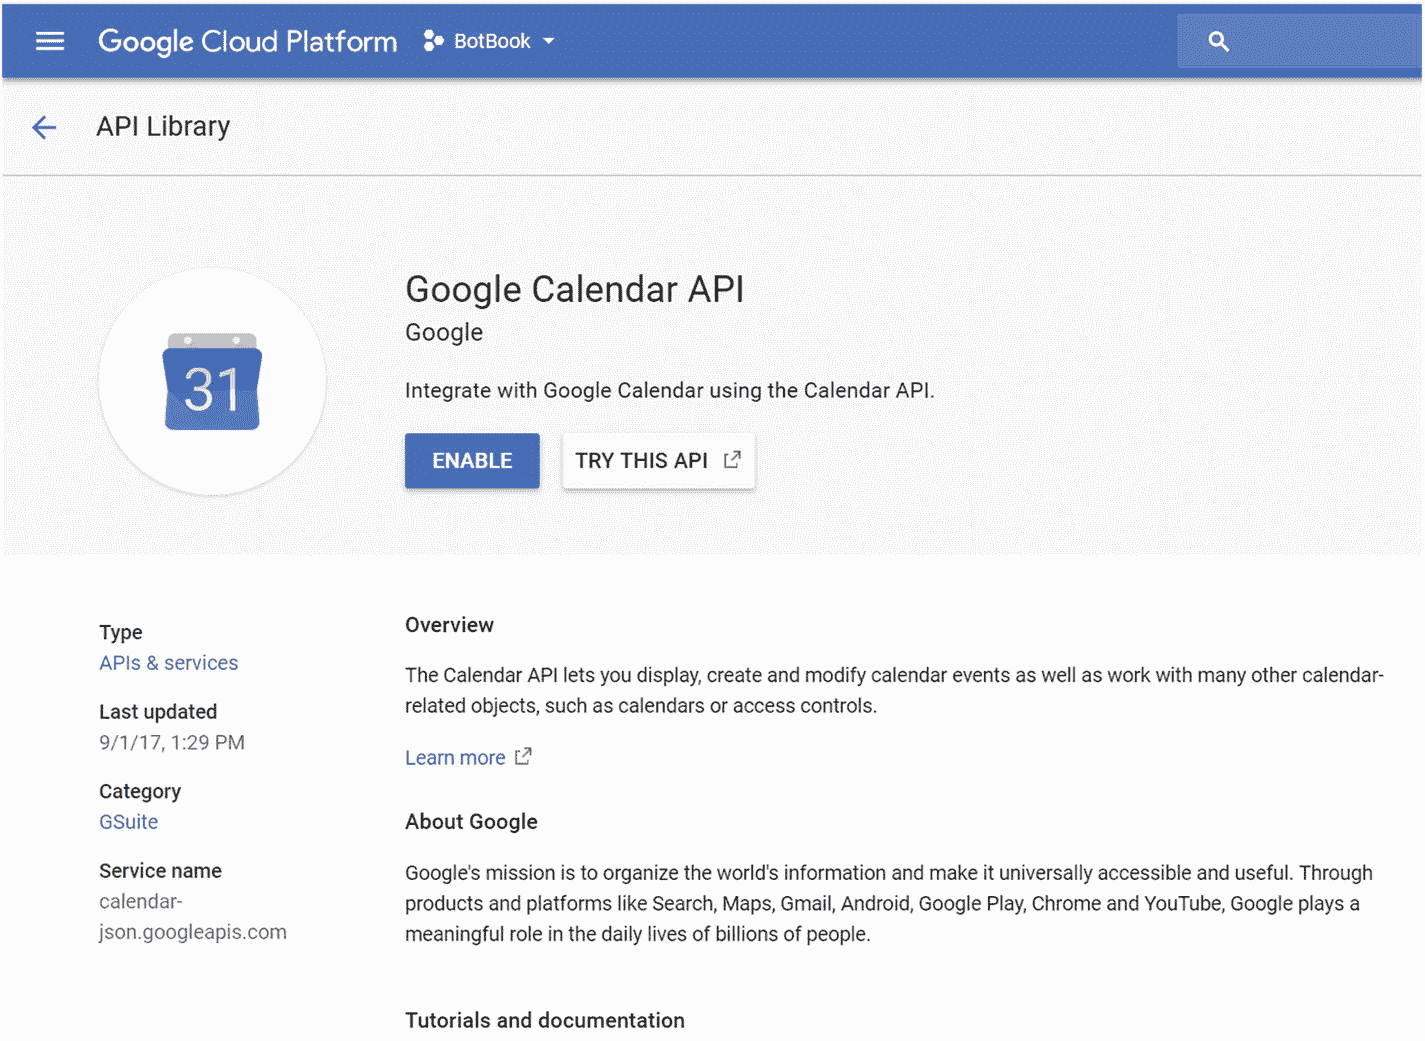 Google Cloud Platform BotBook
API Library
Google Calendar API
Google
31
Integrate with Google Calendar using the Calendar API.
ENABLE TRY THIS API
Type
APIs & services
Last updated
9/1/17, 1:29 PM
Category
GSuite
Service name
calendar-
json.googleapis.com
Overview
The Calendar API lets you display, create and modify calendar events as well as work with many other calendar-
related objects, such as calendars or access controls.
Learn more
About Google
Google's mission is to organize the world's information and make it universally accessible and useful. Through
products and platforms like Search, Maps, Gmail, Android, Google Play, Chrome and YouTube, Google plays a
meaningful role in the daily lives of billions of people.
Tutorials and documentation